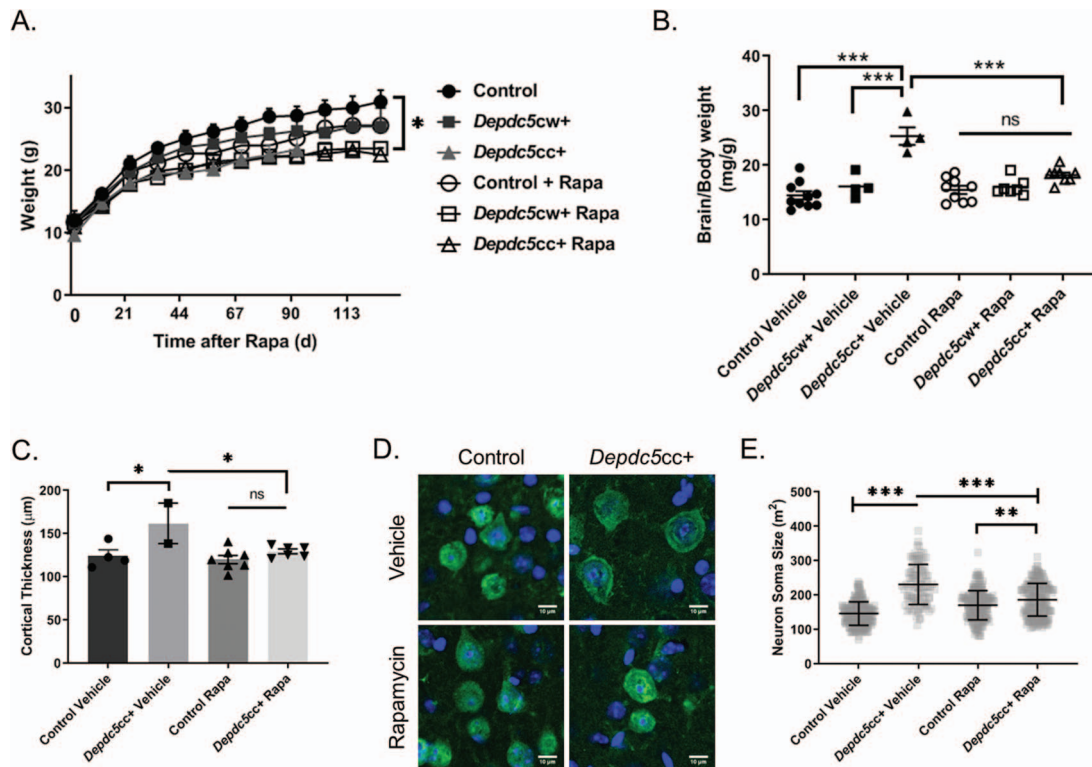 A.
Weight (g)
30
20
10
0
0 21 44 67 90 113
Time after Rapa (d)
*
Control
Depdc5cw+
Depdc5cc+
Control + Rapa
Depdc5cw+ Rapa
Depdc5cc+ Rapa
B.
Brain/Body weight
(mg/g)
40
30
20
10
0
***
***
***
ns
Control Vehicle
Depdc5cw+ Vehicle
Depdc5cc+ Vehicle
Control Rapa
Depdc5cw+ Rapa
Depdc5cc+ Rapa
C.
Cortical Thickness (μm)
200
150
100
50
0
*
*
ns
Control Vehicle
Depdc5cc+ Vehicle
Control Rapa
Depdc5cc+ Rapa
D.
Control Depdc5cc+
Vehicle
10 μm 10 μm
Rapamycin
10 μm 10 μm
E.
Neuron Soma Size (m²)
500
400
300
200
100
0
***
***
**
Control Vehicle
Depdc5cc+ Vehicle
Control Rapa
Depdc5cc+ Rapa